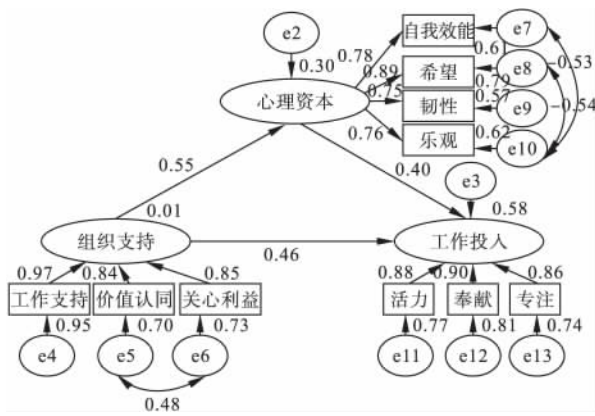 e2
自我效能
e7
0.78
0.6
-0.53
0.30
0.89
希望
e8
0.79
心理资本
0.75
韧性
0.57
e9
-0.54
0.76
乐观
0.62
e10
0.55
0.40
e3
0.01
0.58
组织支持
0.46
工作投入
0.97
0.84
0.85
0.88
0.90
0.86
工作支持
价值认同
关心利益
活力
奉献
专注
0.95
0.70
0.73
0.77
0.81
0.74
e4
e5
e6
e11
e12
e13
0.48